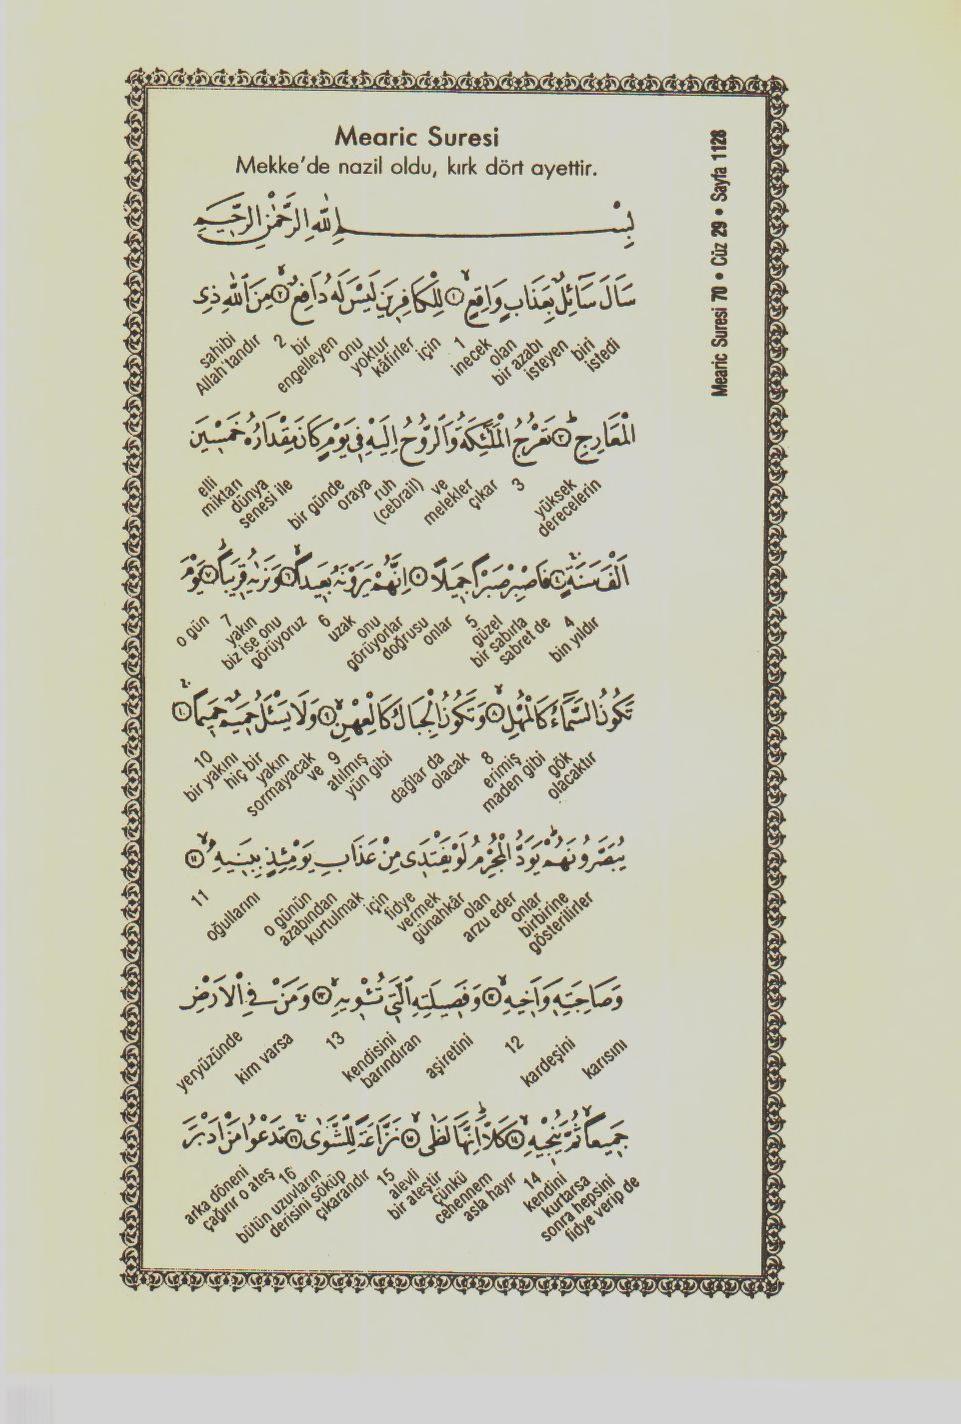 Mearic Suresi
Mekke'de nazil oldu, kırk dört ayettir.
Mearic Suresi 70 • Cüz 29 • Sayfa 1128
بِسْمِ اللّٰهِ الرَّحْمٰنِ الرَّحِيمِ
سَاَلَ سَٓائِلٌ بِعَذَابٍ وَاقِعٍۙ ﴿١﴾ لِلْكَافِرِينَ لَيْسَ لَهُ دَافِعٌۙ ﴿٢﴾ مِنَ اللّٰهِ ذِى
istedi biri isteyen bir azabı olan inecek 1 için kâfirler yoktur onu engelleyen bir 2 Allah'tandır sahibi
الْمَعَارِجِۜ ﴿٣﴾ تَعْرُجُ الْمَلٰٓئِكَةُ وَالرُّوحُ اِلَيْهِ فِى يَوْمٍ كَانَ مِقْدَارُهُ خَمْسِينَ
derecelerin yüksek 3 çıkar melekler ve (cebrail) ruh oraya bir günde senesi ile dünya miktarı elli
اَلْفَ سَنَةٍۚ ﴿٤﴾ فَاصْبِرْ صَبْرًا جَمِيلًا ﴿٥﴾ اِنَّهُمْ يَرَوْنَهُ بَعِيدًاۙ ﴿٦﴾ وَنَرٰيهُ قَرِيبًاۜ ﴿٧﴾ يَوْمَ
bin yıldır 4 sabret de bir sabırla güzel 5 onlar doğrusu görüyorlar onu uzak 6 görüyoruz biz ise onu yakın 7 o gün
تَكُونُ السَّمَٓاءُ كَالْمُهْلِۙ ﴿٨﴾ وَتَكُونُ الْجِبَالُ كَالْعِهْنِۙ ﴿٩﴾ وَلَا يَسْـَٔلُ حَمِيمٌ حَمِيمًاۚ ﴿١٠﴾
olacaktır gök maden gibi erimiş 8 olacak dağlar da yün gibi atılmış 9 ve sormayacak yakın hiç bir bir yakını 10
يُبَصَّرُونَهُمْۜ يَوَدُّ الْمُجْرِمُ لَوْ يَفْتَدِى مِنْ عَذَابِ يَوْمِئِذٍ بِبَنِيهِۙ ﴿١١﴾
gösterilirler birbirine onlar arzu eder olan günahkâr vermek fidye için kurtulmak azabından o günün oğullarını 11
وَصَاحِبَتِهِ وَاَخِيهِۙ ﴿١٢﴾ وَفَصِيلَتِهِ الَّتِى تُـْٔوِيهِۙ ﴿١٣﴾ وَمَنْ فِى الْاَرْضِ
karısını kardeşini 12 aşiretini barındıran kendisini 13 kim varsa yeryüzünde
جَمِيعًا ثُمَّ يُنْجِيهِۙ ﴿١٤﴾ كَلَّاۜ اِنَّهَا لَظٰىۙ ﴿١٥﴾ نَزَّاعَةً لِلشَّوٰىۚ ﴿١٦﴾ تَدْعُوا مَنْ اَدْبَرَ
fidye verip de sonra hepsini kurtarsa kendini 14 asla hayır cehennem çünkü bir ateştir alevli 15 çıkarandır derisini söküp bütün uzuvların 16 çağırır o ateş arka döneni